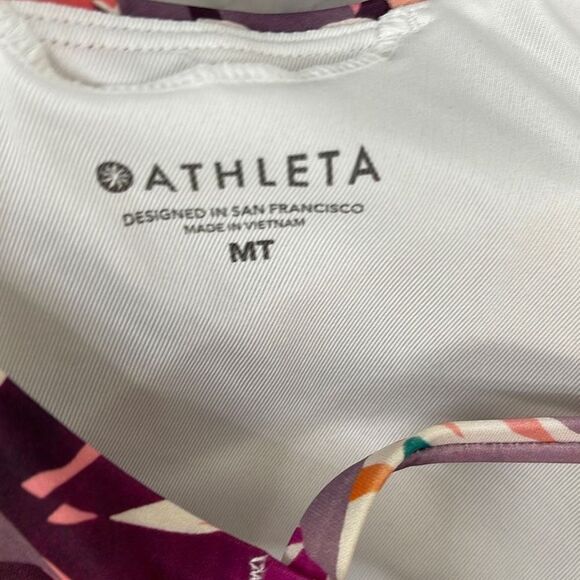 ATHLETA
DESIGNED IN SAN FRANCISCO
MADE IN VIETNAM
MT